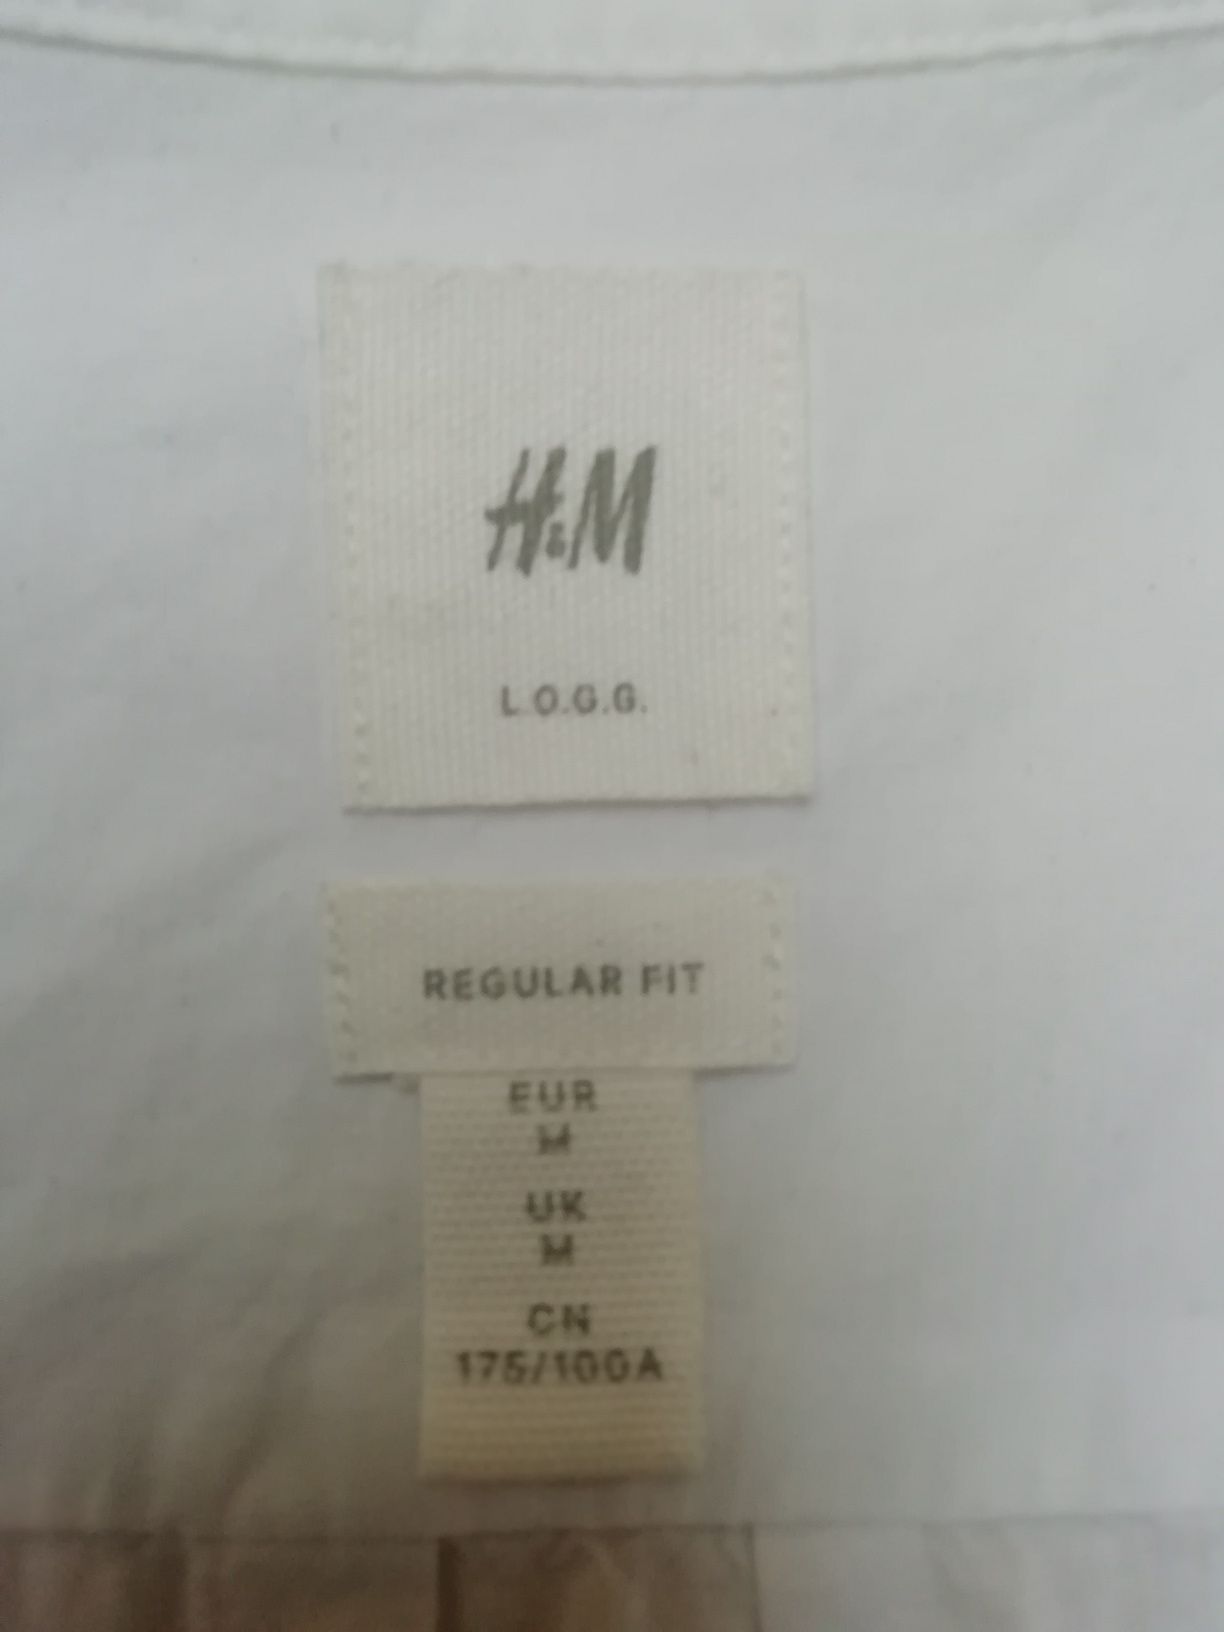 H&M
L.O.G.G.
REGULAR FIT
EUR
M
UK
M
CN
175/100A